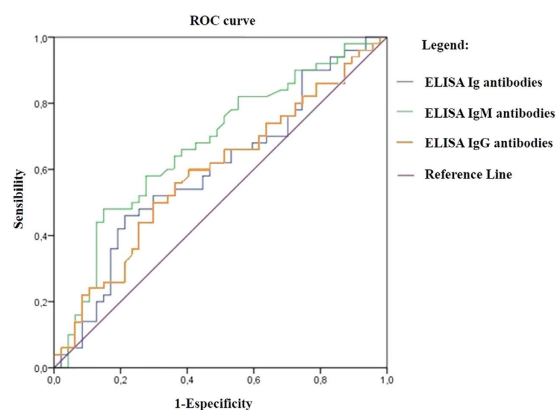 ROC curve
Legend:
ELISA Ig antibodies
ELISA IgM antibodies
ELISA IgG antibodies
Reference Line
Sensibility
1,0
0,8
0,6
0,4
0,2
0,0
0,0 0,2 0,4 0,6 0,8 1,0
1-Especificity